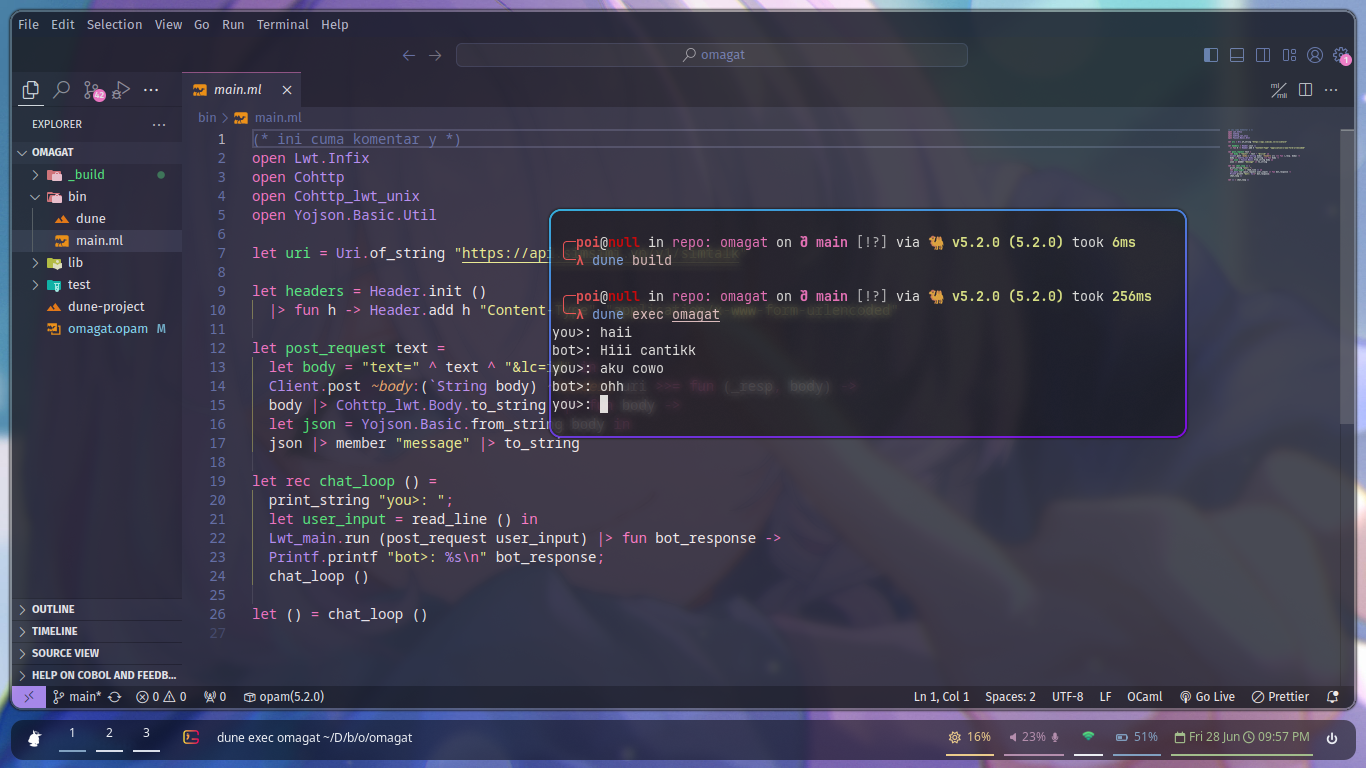 File Edit Selection View Go Run Terminal Help
omagat
1
42
main.ml
EXPLORER
bin > main.ml
OMAGAT
_build
bin
dune
main.ml
lib
test
dune-project
omagat.opam M
1 (* ini cuma komentar y *)
2 open Lwt.Infix
3 open Cohttp
4 open Cohttp_lwt_unix
5 open Yojson.Basic.Util
6
7 let uri = Uri.of_string "https://api
8
9 let headers = Header.init ()
10 |> fun h -> Header.add h "Content-
11
12 let post_request text =
13 let body = "text=" ^ text ^ "&lc=
14 Client.post ~body:(`String body)
15 body |> Cohttp_lwt.Body.to_string
16 let json = Yojson.Basic.from_string body in
17 json |> member "message" |> to_string
18
19 let rec chat_loop () =
20 print_string "you>: ";
21 let user_input = read_line () in
22 Lwt_main.run (post_request user_input) |> fun bot_response ->
23 Printf.printf "bot>: %s\n" bot_response;
24 chat_loop ()
25
26 let () = chat_loop ()
27
poi@null in repo: omagat on main [!?] via 🐫 v5.2.0 (5.2.0) took 6ms
λ dune build
poi@null in repo: omagat on main [!?] via 🐫 v5.2.0 (5.2.0) took 256ms
λ dune exec omagat
you>: haii
bot>: Hiii cantikk
you>: aku cowo
bot>: ohh
you>:
OUTLINE
TIMELINE
SOURCE VIEW
HELP ON COBOL AND FEEDB...
main* 0 0 0 opam(5.2.0) Ln 1, Col 1 Spaces: 2 UTF-8 LF OCaml Go Live Prettier
1 2 3 dune exec omagat ~/D/b/o/omagat 16% 23% 51% Fri 28 Jun 09:57 PM